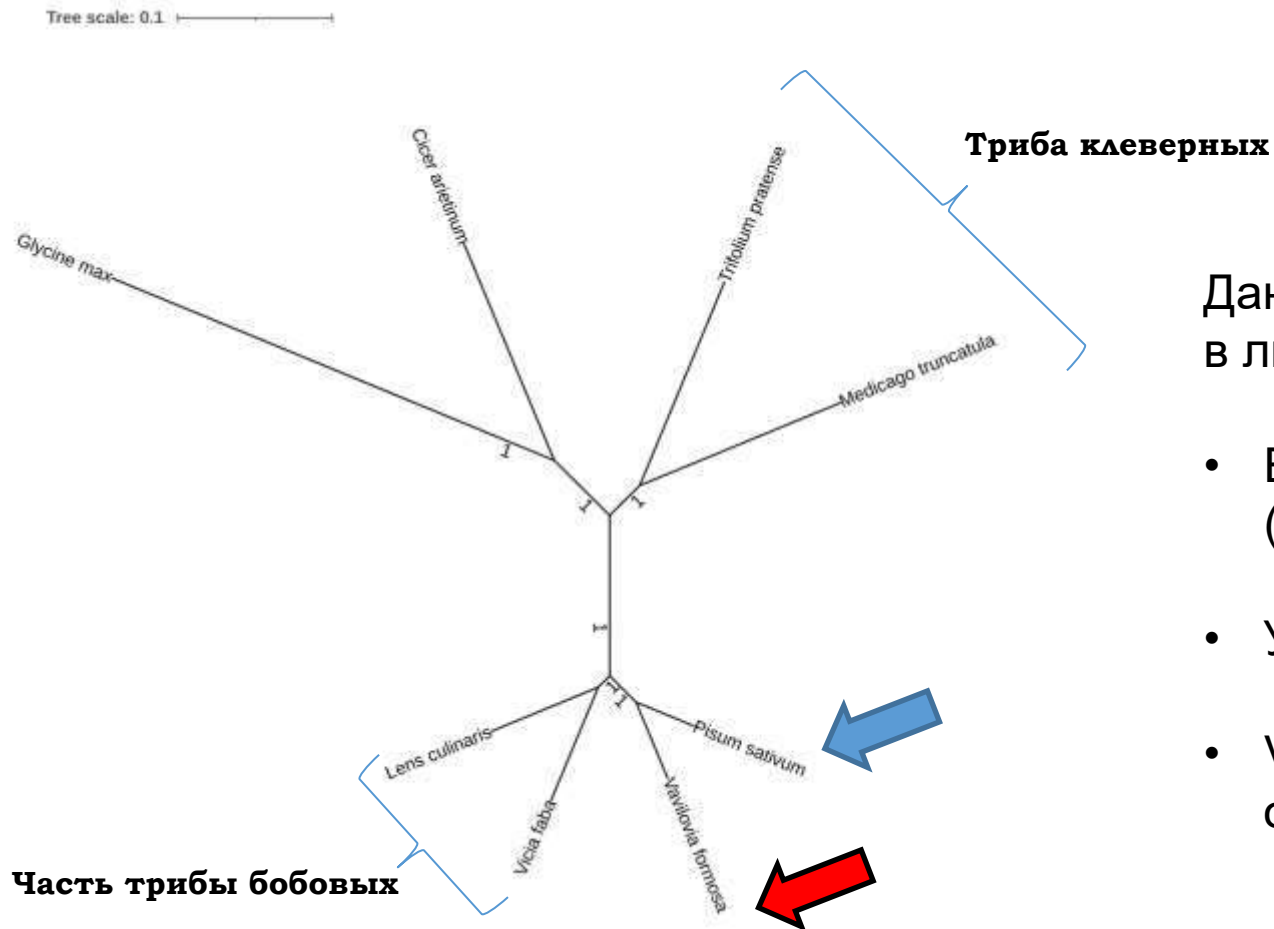 Tree scale: 0.1
Триба клеверных
Cicer arietinum
Trifolium pratense
Glycine max
Medicago truncatula
1
1
1
1
1
1
Pisum sativum
Lens culinaris
Vicia faba
Vavilovia formosa
Часть трибы бобовых
в
(